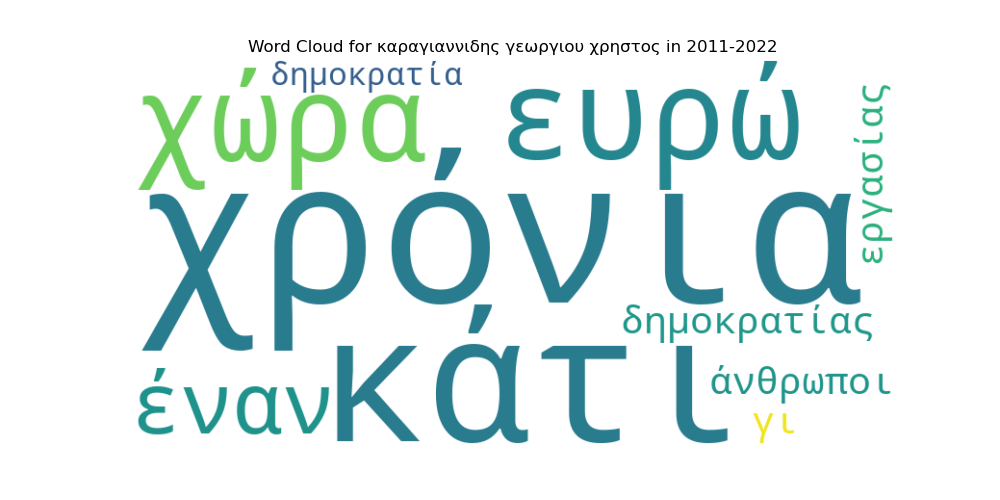 Word Cloud for καραγιαννιδης γεωργιου χρηστος in 2011-2022
δημοκρατία
χώρα
ευρώ
εργασίας
χρόνια
δημοκρατίας
κάτι
έναν
άνθρωποι
γι